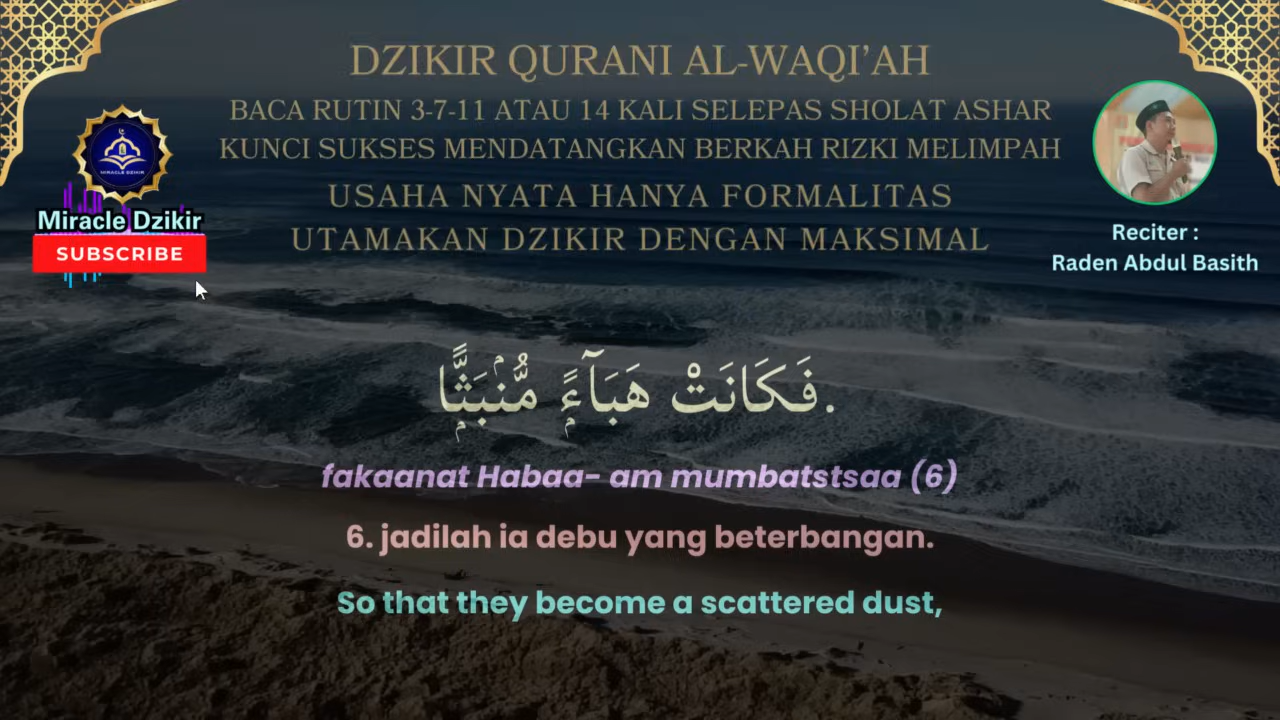 DZIKIR QURANI AL-WAQI'AH
BACA RUTIN 3-7-11 ATAU 14 KALI SELEPAS SHOLAT ASHAR
KUNCI SUKSES MENDATANGKAN BERKAH RIZKI MELIMPAH
USAHA NYATA HANYA FORMALITAS
UTAMAKAN DZIKIR DENGAN MAKSIMAL
MIRACLE DZIKIR
Miracle Dzikir
SUBSCRIBE
Reciter :
Raden Abdul Basith
فَكَانَتْ هَبَآءًۭ مُّنۢبَثًّۭا.
fakaanat Habaa- am mumbatstsaa (6)
6. jadilah ia debu yang beterbangan.
So that they become a scattered dust,